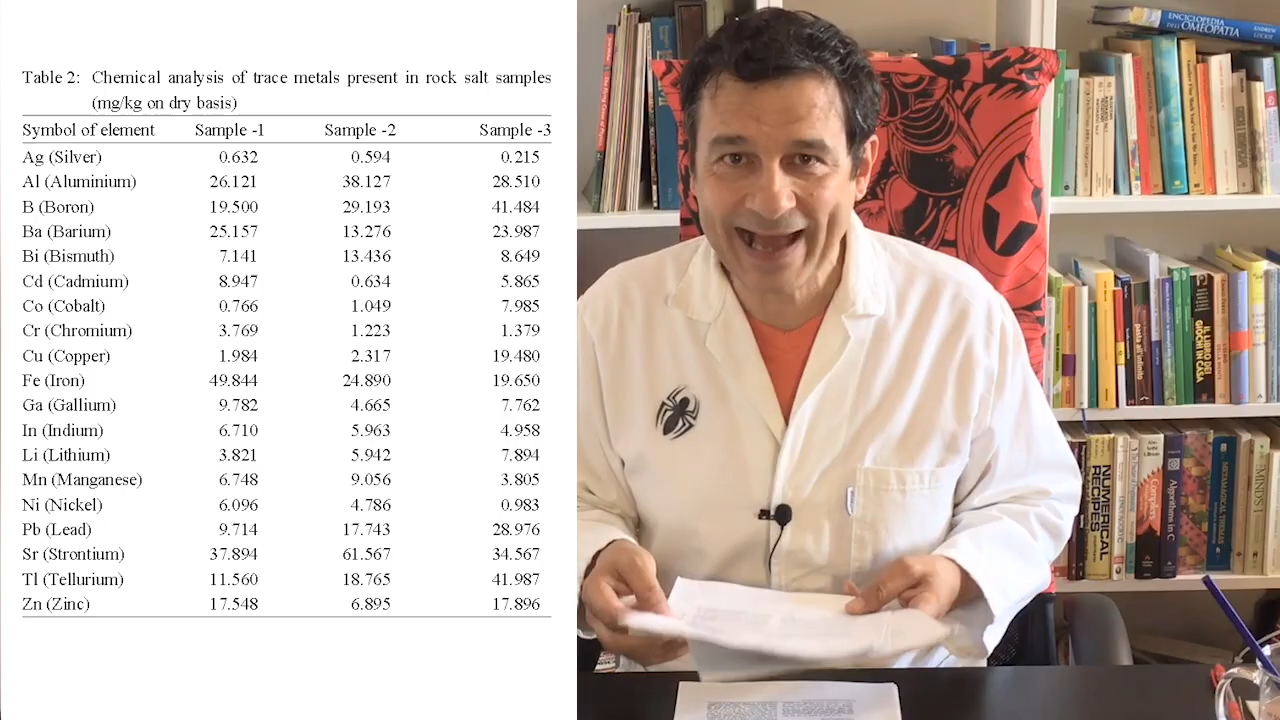 Table 2: Chemical analysis of trace metals present in rock salt samples
(mg/kg on dry basis)
Symbol of element Sample -1 Sample -2 Sample -3
Ag (Silver) 0.632 0.594 0.215
Al (Aluminium) 26.121 38.127 28.510
B (Boron) 19.500 29.193 41.484
Ba (Barium) 25.157 13.276 23.987
Bi (Bismuth) 7.141 13.436 8.649
Cd (Cadmium) 8.947 0.634 5.865
Co (Cobalt) 0.766 1.049 7.985
Cr (Chromium) 3.769 1.223 1.379
Cu (Copper) 1.984 2.317 19.480
Fe (Iron) 49.844 24.890 19.650
Ga (Gallium) 9.782 4.665 7.762
In (Indium) 6.710 5.963 4.958
Li (Lithium) 3.821 5.942 7.894
Mn (Manganese) 6.748 9.056 3.805
Ni (Nickel) 6.096 4.786 0.983
Pb (Lead) 9.714 17.743 28.976
Sr (Strontium) 37.894 61.567 34.567
Tl (Tellurium) 11.560 18.765 41.987
Zn (Zinc) 17.548 6.895 17.896
ENCICLOPEDIA
DELL'OMEOPATIA
ANDREW
pasta all'infinito
IL LIBRO DEI
GIOCHI IN CASA
NUMERICAL
RECIPES
Compilers
Algorithms in C
METAMAGICAL THEMAS
MINDS I